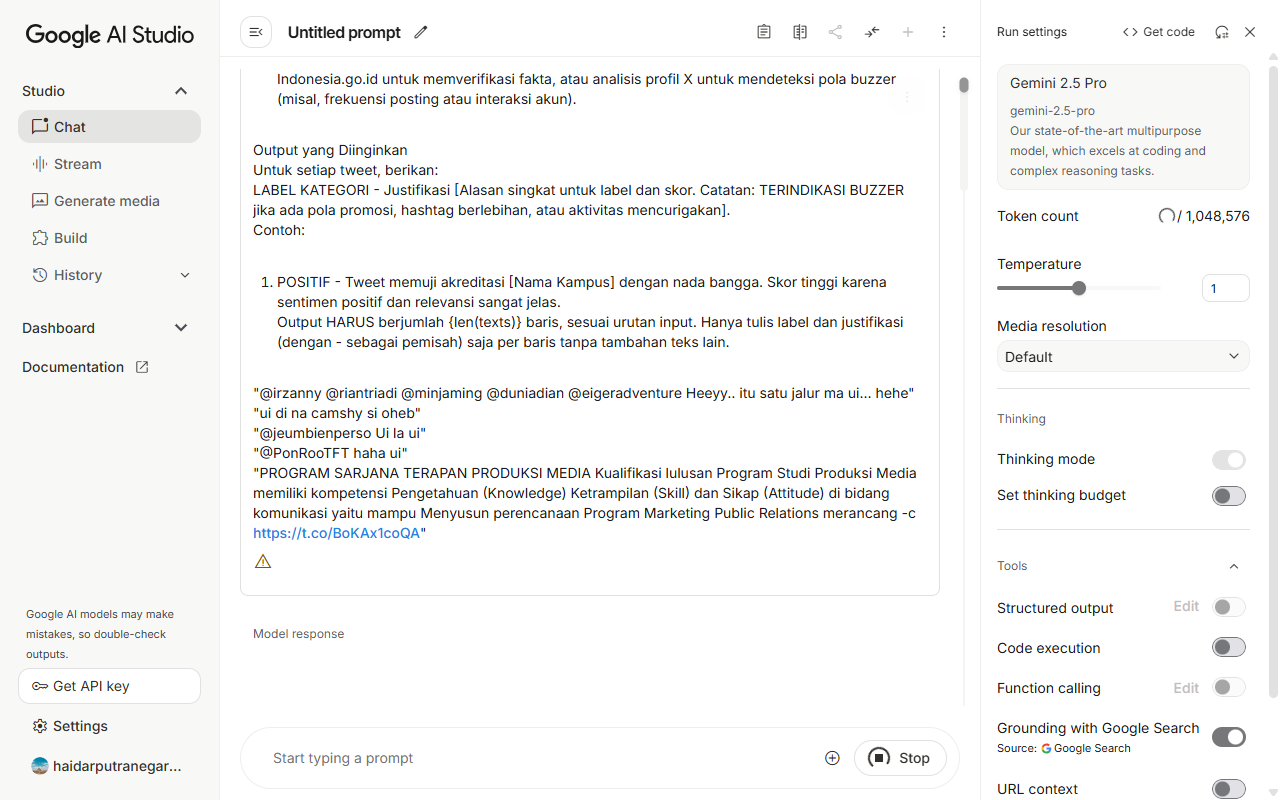 Google AI Studio
Studio
Chat
Stream
Generate media
Build
History
Dashboard
Documentation
Google AI models may make
mistakes, so double-check
outputs.
Get API key
Settings
haidarputranegar...
Untitled prompt
Indonesia.go.id untuk memverifikasi fakta, atau analisis profil X untuk mendeteksi pola buzzer
(misal, frekuensi posting atau interaksi akun).
Output yang Diinginkan
Untuk setiap tweet, berikan:
LABEL KATEGORI - Justifikasi [Alasan singkat untuk label dan skor. Catatan: TERINDIKASI BUZZER
jika ada pola promosi, hashtag berlebihan, atau aktivitas mencurigakan].
Contoh:
1. POSITIF - Tweet memuji akreditasi [Nama Kampus] dengan nada bangga. Skor tinggi karena
sentimen positif dan relevansi sangat jelas.
Output HARUS berjumlah {len(texts)} baris, sesuai urutan input. Hanya tulis label dan justifikasi
(dengan - sebagai pemisah) saja per baris tanpa tambahan teks lain.
"@irzanny @riantriadi @minjaming @duniadian @eigeradventure Heeyy.. itu satu jalur ma ui... hehe"
"ui di na camshy si oheb"
"@jeumbienperso Ui la ui"
"@PonRooTFT haha ui"
"PROGRAM SARJANA TERAPAN PRODUKSI MEDIA Kualifikasi lulusan Program Studi Produksi Media
memiliki kompetensi Pengetahuan (Knowledge) Ketrampilan (Skill) dan Sikap (Attitude) di bidang
komunikasi yaitu mampu Menyusun perencanaan Program Marketing Public Relations merancang -c
https://t.co/BoKAx1coQA"
Model response
Start typing a prompt
Stop
Run settings
Get code
Gemini 2.5 Pro
gemini-2.5-pro
Our state-of-the-art multipurpose
model, which excels at coding and
complex reasoning tasks.
Token count
/ 1,048,576
Temperature
1
Media resolution
Default
Thinking
Thinking mode
Set thinking budget
Tools
Structured output Edit
Code execution
Function calling Edit
Grounding with Google Search
Source: Google Search
URL context